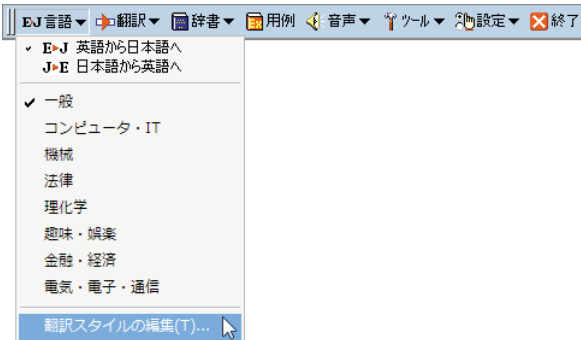 EJ 言語▼ 翻訳▼ 辞書▼ 用例 音声▼ ツール▼ 設定▼ 終了
E▸J 英語から日本語へ
J▸E 日本語から英語へ
一般
コンピュータ・IT
機械
法律
理化学
趣味・娯楽
金融・経済
電気・電子・通信
翻訳スタイルの編集(T)...